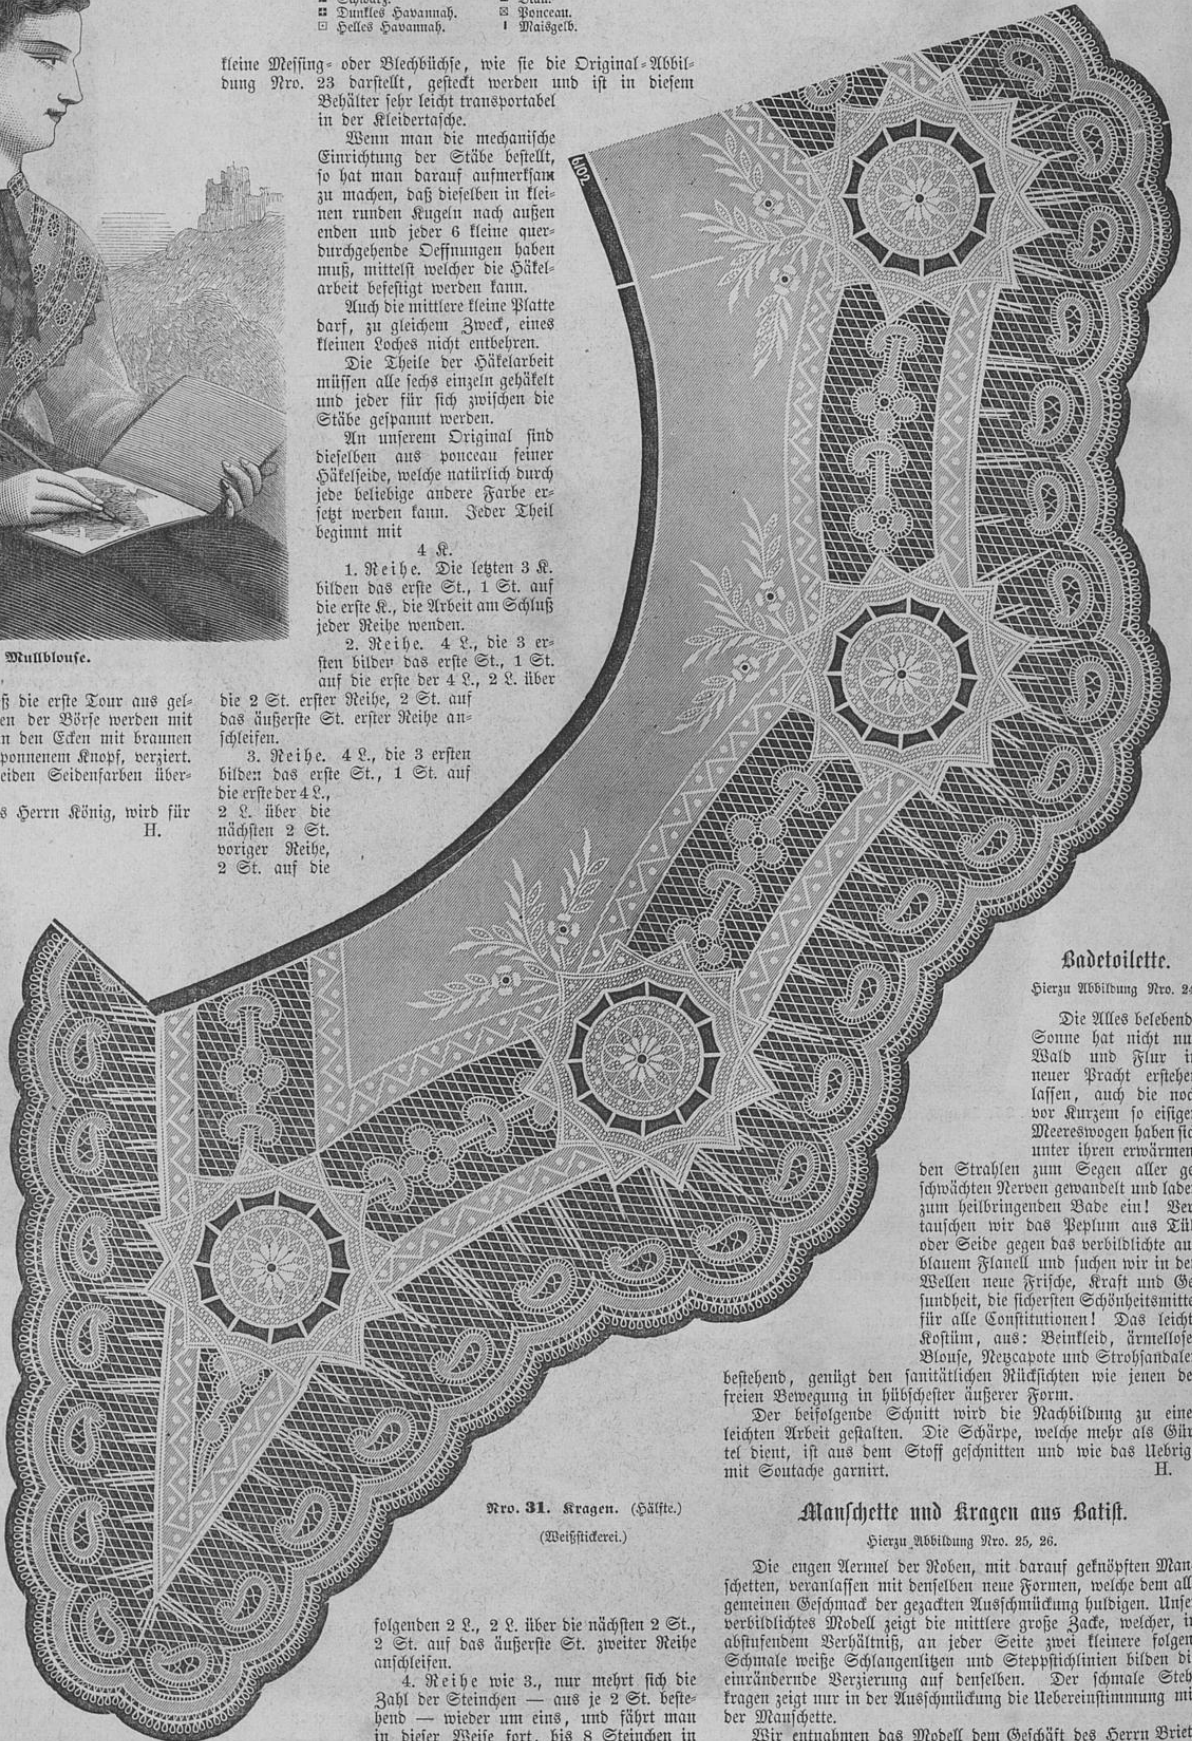 Dunkles Havannah.
Helles Havannah.
Ponceau.
Maisgelb.
kleine Messing- oder Blechbüchse, wie sie die Original-Abbil-
dung Nro. 23 darstellt, gesteckt werden und ist in diesem
Behälter sehr leicht transportabel
in der Kleidertasche.
Wenn man die mechanische
Einrichtung der Stäbe bestellt,
so hat man darauf aufmerksam
zu machen, daß dieselben in klei-
nen runden Kugeln nach außen
enden und jeder 6 kleine quer-
durchgehende Oeffnungen haben
muß, mittelst welcher die Häkel-
arbeit befestigt werden kann.
Auch die mittlere kleine Platte
darf, zu gleichem Zweck, eines
kleinen Loches nicht entbehren.
Die Theile der Häkelarbeit
müssen alle sechs einzeln gehäkelt
und jeder für sich zwischen die
Stäbe gespannt werden.
An unserem Original sind
dieselben aus ponceau feiner
Häkelseide, welche natürlich durch
jede beliebige andere Farbe er-
setzt werden kann. Jeder Theil
beginnt mit
4 K.
1. Reihe. Die letzten 3 K.
bilden das erste St., 1 St. auf
die erste K., die Arbeit am Schluß
jeder Reihe wenden.
2. Reihe. 4 L., die 3 er-
sten bilden das erste St., 1 St.
auf die erste der 4 L., 2 L. über
die 2 St. erster Reihe, 2 St. auf
das äußerste St. erster Reihe an-
schleifen.
3. Reihe. 4 L., die 3 ersten
bilden das erste St., 1 St. auf
die erste der 4 L.,
2 L. über die
nächsten 2 St.
voriger Reihe,
2 St. auf die
Mullblouse.
ß die erste Tour aus gel-
en der Börse werden mit
n den Ecken mit braunen
sponnenem Knopf, verziert.
eiden Seidenfarben über-
s Herrn König, wird für
H.
6102
Nro. 31. Kragen. (Hälfte.)
(Weißstickerei.)
folgenden 2 L., 2 L. über die nächsten 2 St.,
2 St. auf das äußerste St. zweiter Reihe
anschleifen.
4. Reihe wie 3., nur mehrt sich die
Zahl der Steinchen — aus je 2 St. beste-
hend — wieder um eins, und fährt man
in dieser Weise fort, bis 8 Steinchen in
Badetoilette.
Hierzu Abbildung Nro. 2
Die Alles belebend
Sonne hat nicht nu
Wald und Flur i
neuer Pracht erstehe
lassen, auch die noc
vor Kurzem so eisige
Meereswogen haben sic
unter ihren erwärmen
den Strahlen zum Segen aller ge
schwächten Nerven gewandelt und lade
zum heilbringenden Bade ein! Ver
tauschen wir das Peplum aus Tül
oder Seide gegen das verbildlichte au
blauem Flanell und suchen wir in de
Wellen neue Frische, Kraft und Ge
sundheit, die sichersten Schönheitsmitte
für alle Constitutionen! Das leicht
Kostüm, aus: Beinkleid, ärmellose
Blouse, Netzcapote und Strohsandale
bestehend, genügt den sanitätlichen Rücksichten wie jenen de
freien Bewegung in hübschester äußerer Form.
Der beifolgende Schnitt wird die Nachbildung zu eine
leichten Arbeit gestalten. Die Schärpe, welche mehr als Gür
tel dient, ist aus dem Stoff geschnitten und wie das Uebrig
mit Soutache garnirt. H.
Manschette und Kragen aus Batist.
Hierzu Abbildung Nro. 25, 26.
Die engen Aermel der Roben, mit darauf geknöpften Man
schetten, veranlassen mit denselben neue Formen, welche dem all
gemeinen Geschmack der gezackten Ausschmückung huldigen. Unse
verbildlichtes Modell zeigt die mittlere große Zacke, welcher, in
abstufendem Verhältniß, an jeder Seite zwei kleinere folgen
Schmale weiße Schlangenlitzen und Steppstichlinien bilden di
einrändernde Verzierung auf denselben. Der schmale Steh
kragen zeigt nur in der Ausschmückung die Uebereinstimmung mi
der Manschette.
Wir entnahmen das Modell dem Geschäft des Herrn Briet